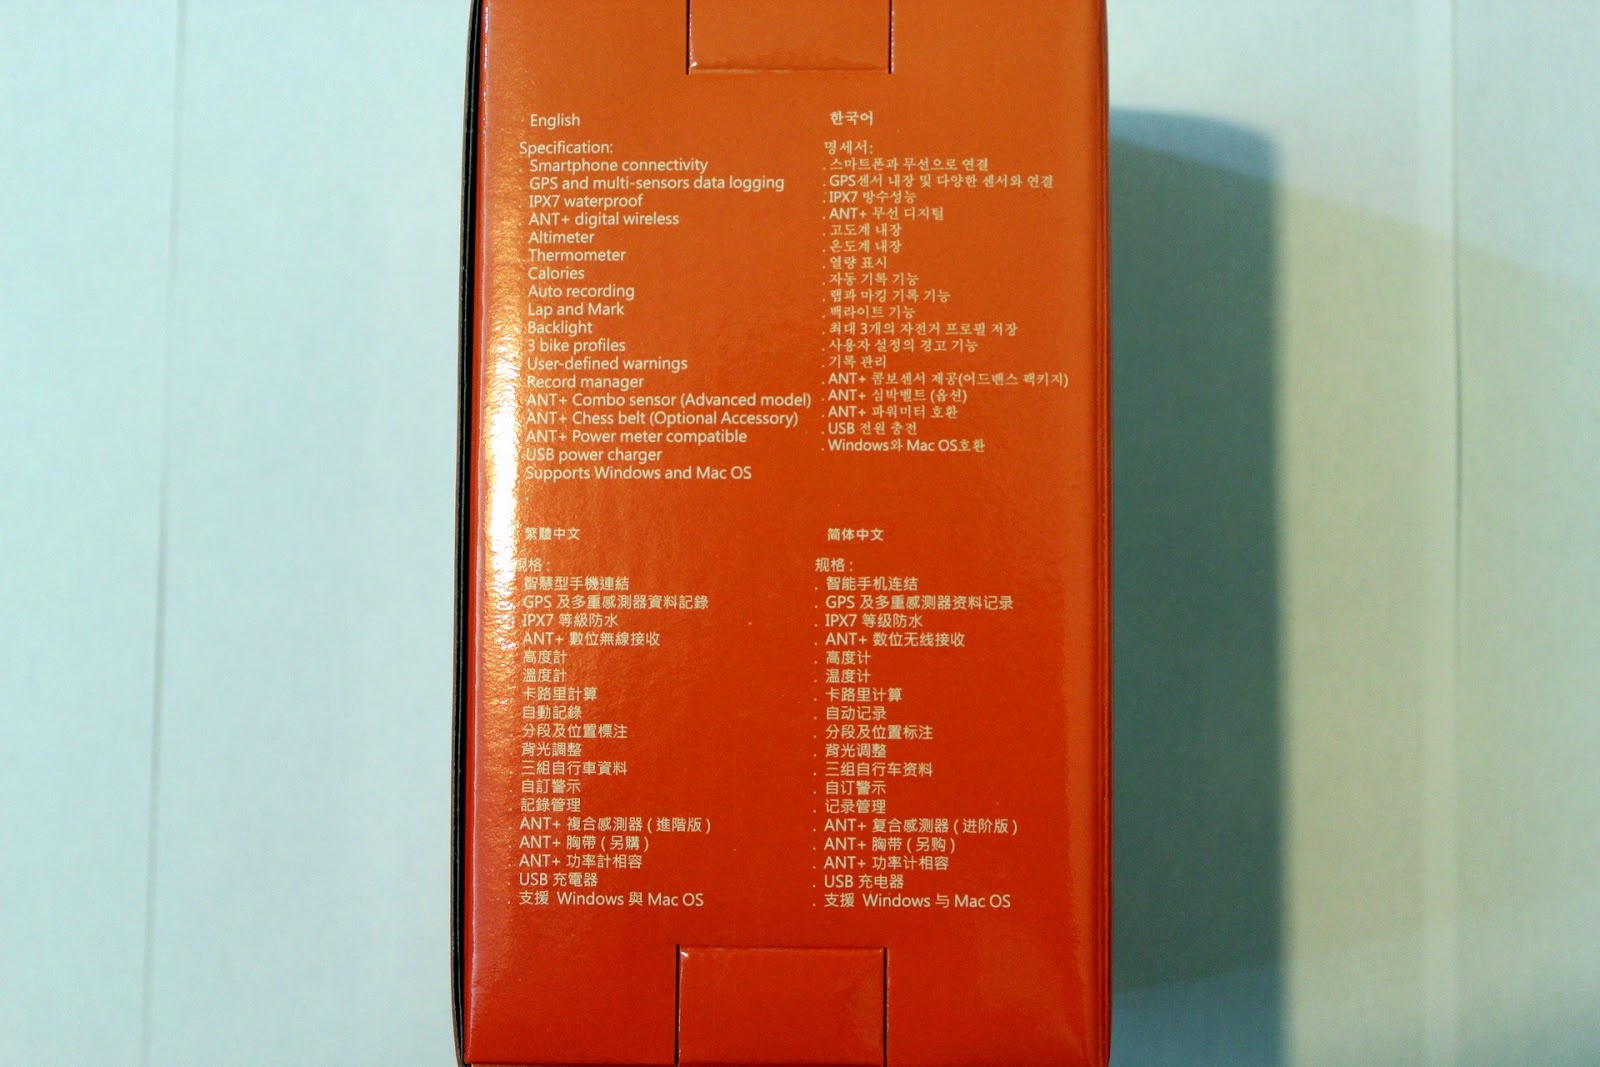 English
Specification:
. Smartphone connectivity
. GPS and multi-sensors data logging
. IPX7 waterproof
. ANT+ digital wireless
. Altimeter
. Thermometer
. Calories
. Auto recording
. Lap and Mark
. Backlight
. 3 bike profiles
. User-defined warnings
. Record manager
. ANT+ Combo sensor (Advanced model)
. ANT+ Chess belt (Optional Accessory)
. ANT+ Power meter compatible
. USB power charger
. Supports Windows and Mac OS
한국어
명세서:
. 스마트폰과 무선으로 연결
. GPS센서 내장 및 다양한 센서와 연결
. IPX7 방수성능
. ANT+ 무선 디지털
. 고도계 내장
. 온도계 내장
. 열량 표시
. 자동 기록 기능
. 랩과 마킹 기록 기능
. 백라이트 기능
. 최대 3개의 자전거 프로필 저장
. 사용자 설정의 경고 기능
. 기록 관리
. ANT+ 콤보센서 제공(어드밴스 팩키지)
. ANT+ 심박벨트 (옵션)
. ANT+ 파워미터 호환
. USB 전원 충전
. Windows와 Mac OS호환
繁體中文
規格 :
. 智慧型手機連結
. GPS 及多重感測器資料記錄
. IPX7 等級防水
. ANT+ 數位無線接收
. 高度計
. 溫度計
. 卡路里計算
. 自動記錄
. 分段及位置標注
. 背光調整
. 三組自行車資料
. 自訂警示
. 記錄管理
. ANT+ 複合感測器 ( 進階版 )
. ANT+ 胸帶 ( 另購 )
. ANT+ 功率計相容
. USB 充電器
. 支援 Windows 與 Mac OS
简体中文
规格 :
. 智能手机连结
. GPS 及多重感测器资料记录
. IPX7 等级防水
. ANT+ 数位无线接收
. 高度计
. 温度计
. 卡路里计算
. 自动记录
. 分段及位置标注
. 背光调整
. 三组自行车资料
. 自订警示
. 记录管理
. ANT+ 复合感测器 ( 进阶版 )
. ANT+ 胸带 ( 另购 )
. ANT+ 功率计相容
. USB 充电器
. 支援 Windows 与 Mac OS